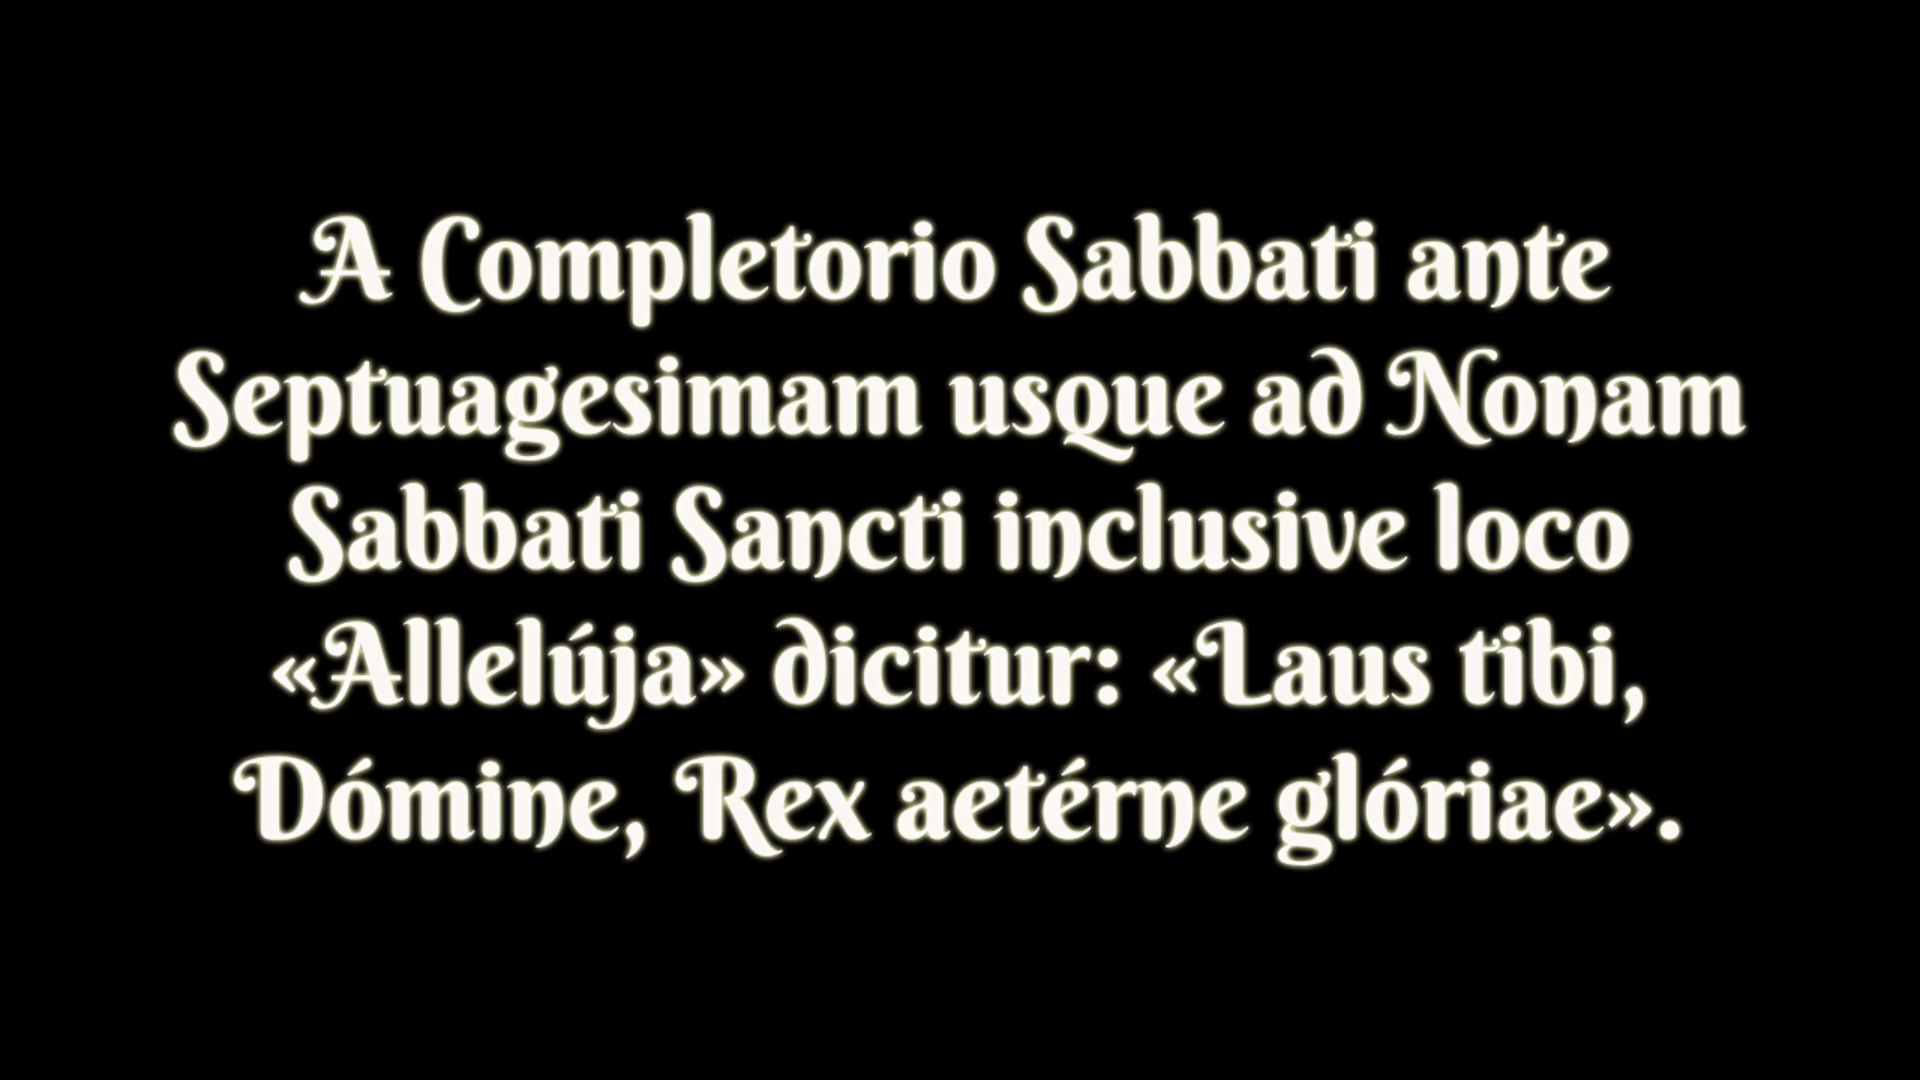 A Completorio Sabbati ante
Septuagesimam usque ad Nonam
Sabbati Sancti inclusive loco
«Allelúja» dicitur: «Laus tibi,
Dómine, Rex aetérne glóriae».